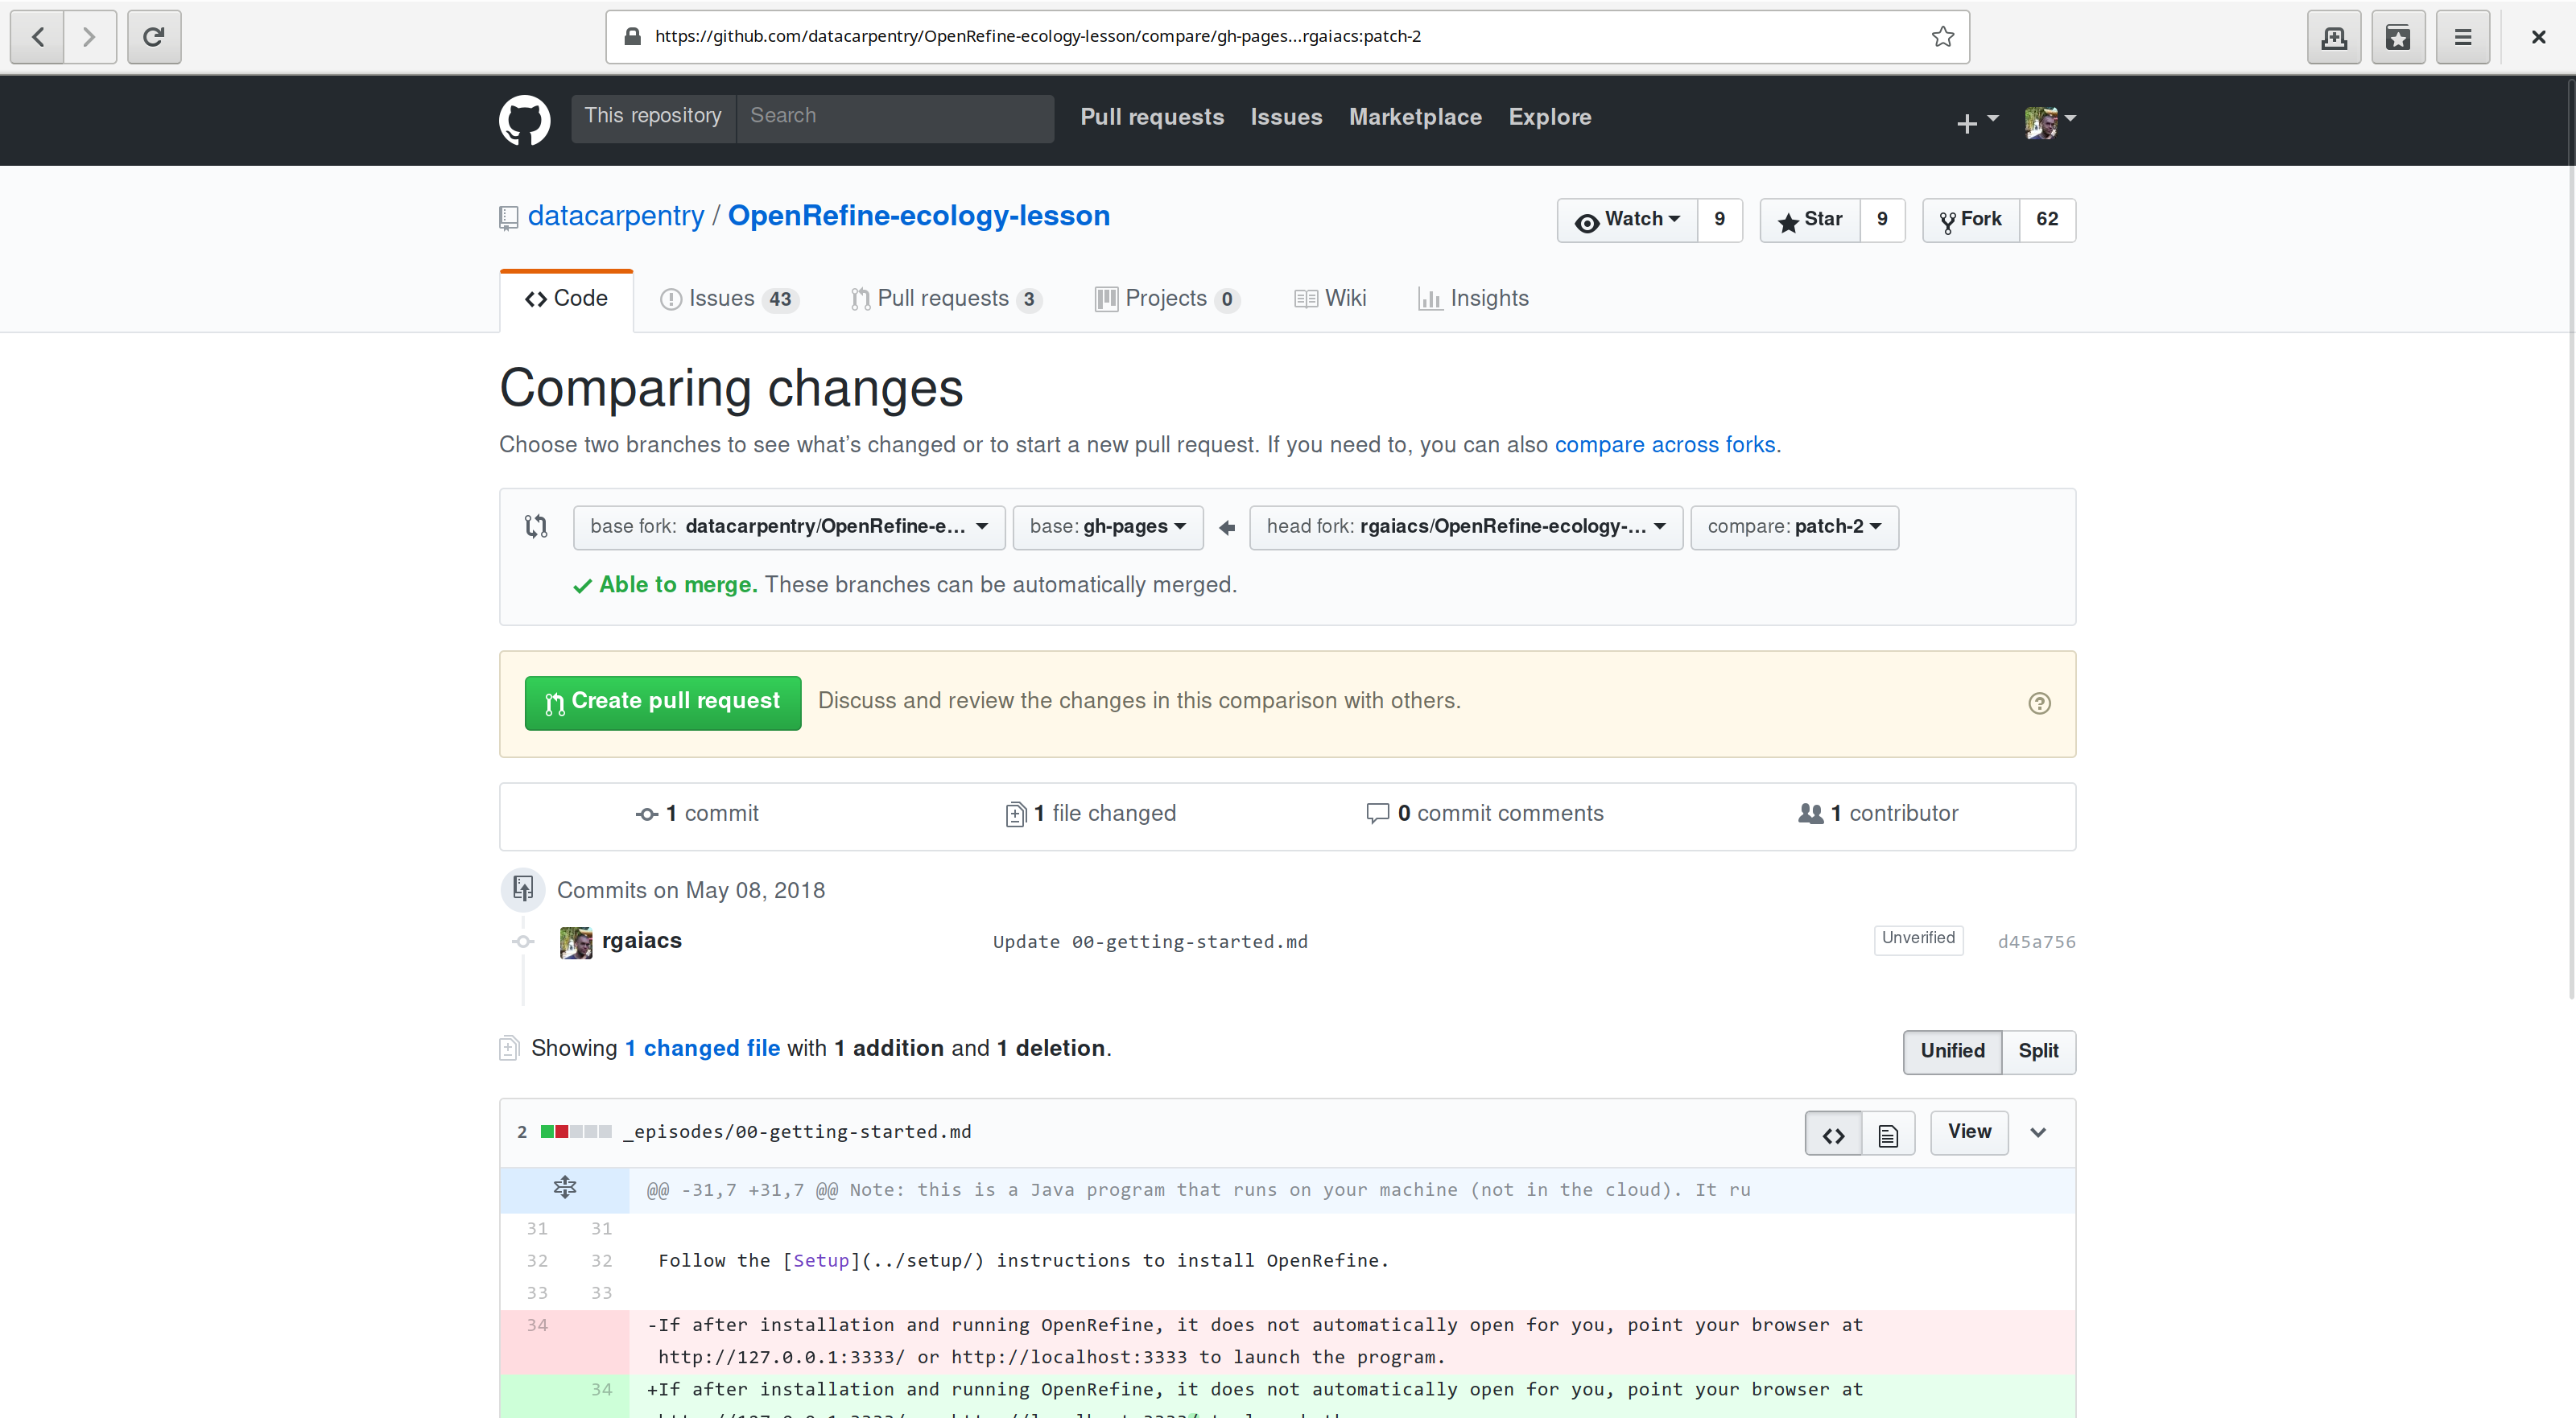 https://github.com/datacarpentry/OpenRefine-ecology-lesson/compare/gh-pages...rgaiacs:patch-2
This repository Search Pull requests Issues Marketplace Explore
datacarpentry / OpenRefine-ecology-lesson Watch 9 Star 9 Fork 62
Code Issues 43 Pull requests 3 Projects 0 Wiki Insights
Comparing changes
Choose two branches to see what’s changed or to start a new pull request. If you need to, you can also compare across forks.
base fork: datacarpentry/OpenRefine-e... base: gh-pages head fork: rgaiacs/OpenRefine-ecology-... compare: patch-2
Able to merge. These branches can be automatically merged.
Create pull request Discuss and review the changes in this comparison with others.
1 commit 1 file changed 0 commit comments 1 contributor
Commits on May 08, 2018
rgaiacs Update 00-getting-started.md Unverified d45a756
Showing 1 changed file with 1 addition and 1 deletion. Unified Split
2 _episodes/00-getting-started.md View
@@ -31,7 +31,7 @@ Note: this is a Java program that runs on your machine (not in the cloud). It ru
31 31
32 32 Follow the [Setup](../setup/) instructions to install OpenRefine.
33 33
34 -If after installation and running OpenRefine, it does not automatically open for you, point your browser at
http://127.0.0.1:3333/ or http://localhost:3333 to launch the program.
34 +If after installation and running OpenRefine, it does not automatically open for you, point your browser at